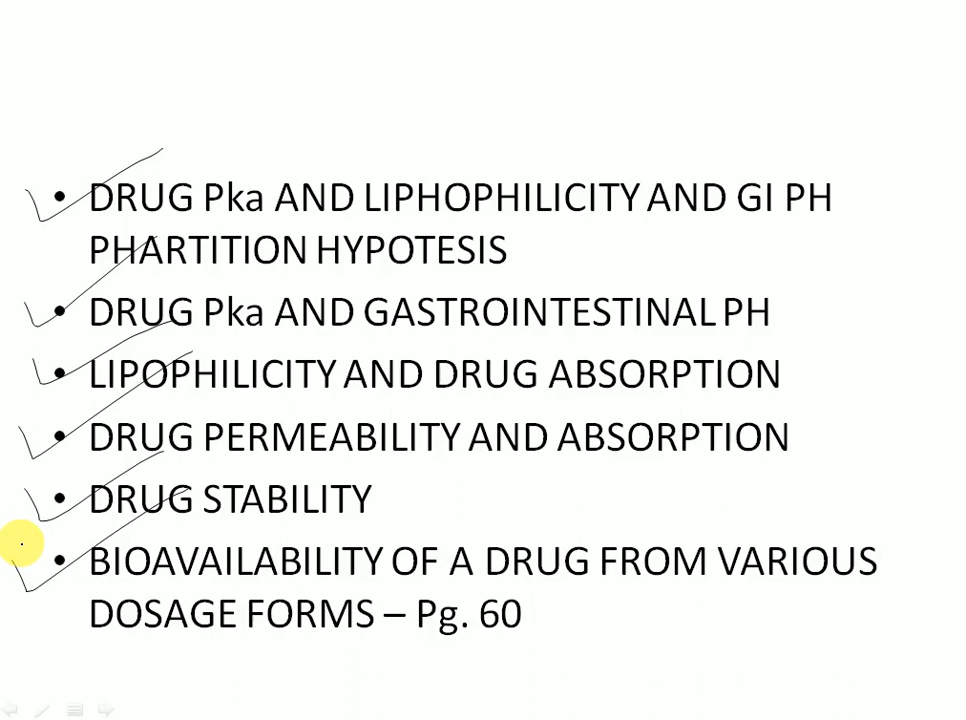 • DRUG Pka AND LIPHOPHILICITY AND GI PH
PHARTITION HYPOTESIS
• DRUG Pka AND GASTROINTESTINAL PH
• LIPOPHILICITY AND DRUG ABSORPTION
• DRUG PERMEABILITY AND ABSORPTION
• DRUG STABILITY
• BIOAVAILABILITY OF A DRUG FROM VARIOUS
DOSAGE FORMS – Pg. 60